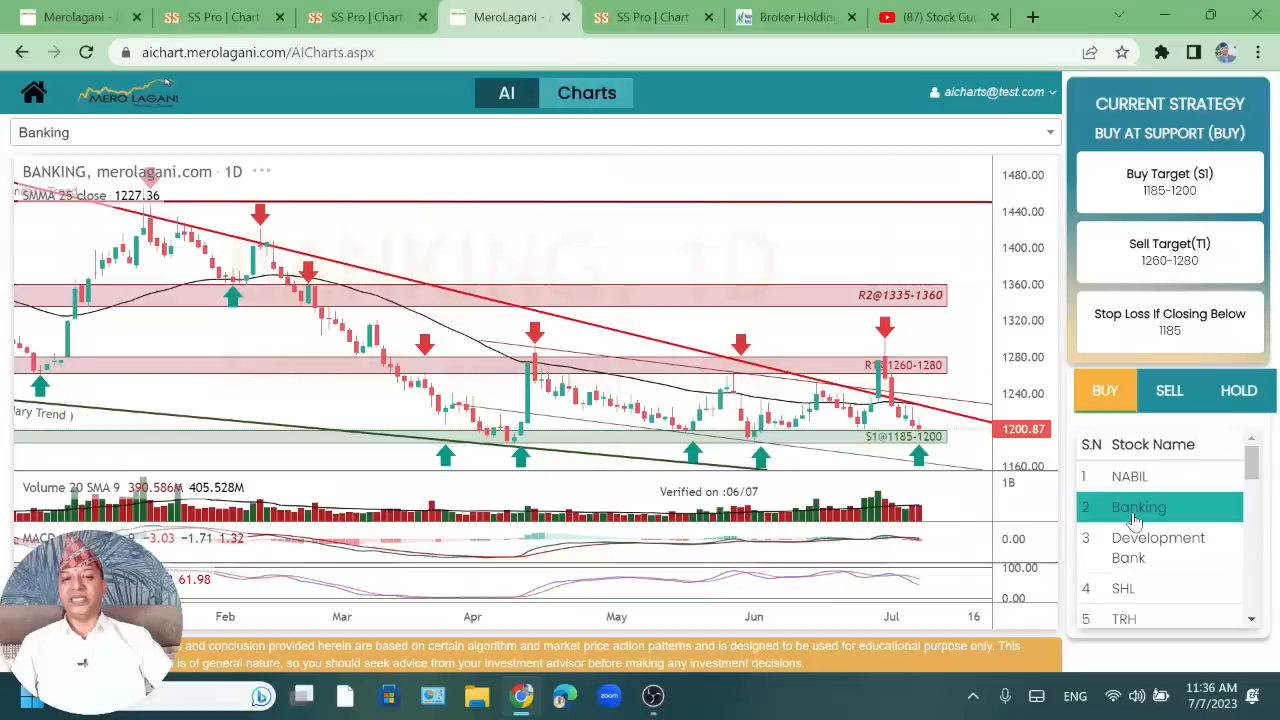 SS Pro | Chart
SS Pro | Chart
MeroLagani - A
SS Pro | Chart
SS Pro | Chart
Broker Holding
(87) Stock Gu
aichart.merolagani.com/AICharts.aspx
MERO LAGANI
AI
Charts
aicharts@test.com
Banking
BANKING, merolagani.com · 1D
SMMA 25 close 1227.36
BANKING, 1D
R2@1335-1360
R1@1260-1280
S1@1185-1200
ary Trend )
1480.00
1440.00
1400.00
1360.00
1320.00
1280.00
1240.00
1200.87
1160.00
Volume 20 SMA 9 390.586M 405.528M
Verified on :06/07
1B
MACD
-3.03 -1.71 1.32
0.00
61.98
100.00
0.00
Feb
Mar
Apr
May
Jun
Jul
16
and conclusion provided herein are based on certain algorithm and market price action patterns and is designed to be used for educational purpose only. This
is of general nature, so you should seek advice from your investment advisor before making any investment decisions.
CURRENT STRATEGY
BUY AT SUPPORT (BUY)
Buy Target (S1)
1185-1200
Sell Target(T1)
1260-1280
Stop Loss If Closing Below
1185
BUY
SELL
HOLD
S.N Stock Name
1 NABIL
2 Banking
3 Development
Bank
4 SHL
5 TRH
zoom
ENG
11:36 AM
7/7/2023